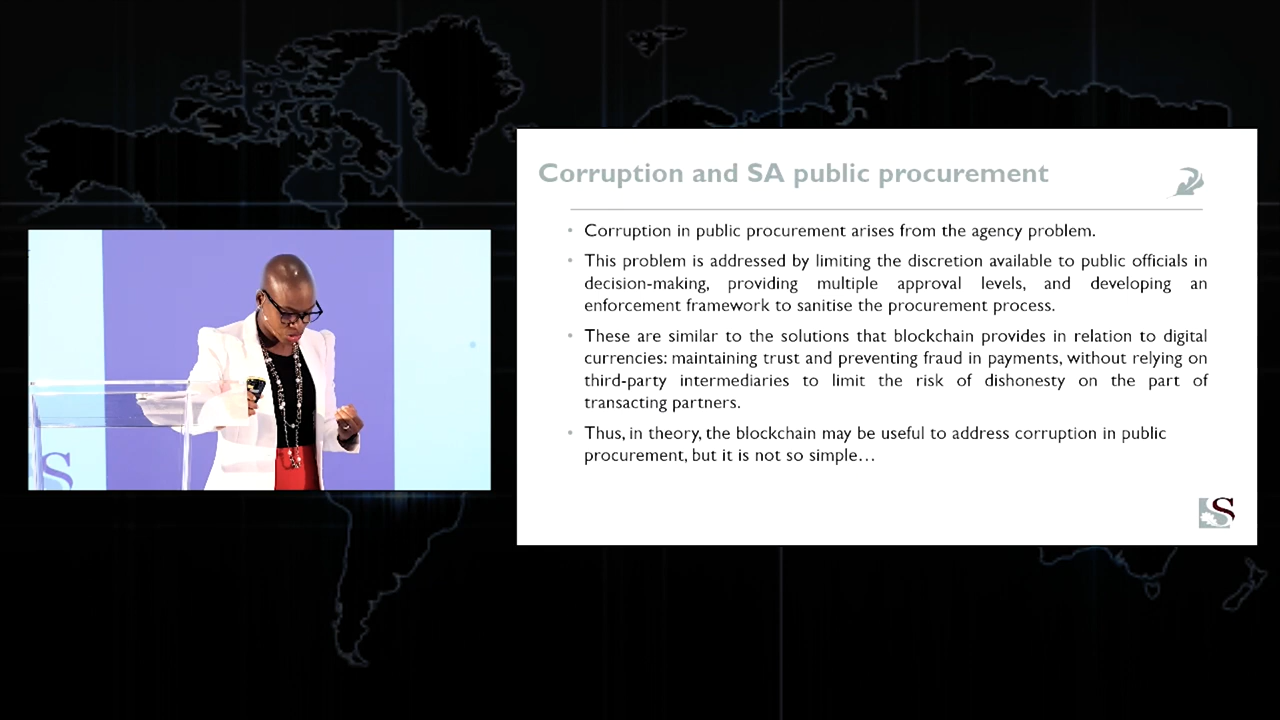 Corruption and SA public procurement
• Corruption in public procurement arises from the agency problem.
• This problem is addressed by limiting the discretion available to public officials in
decision-making, providing multiple approval levels, and developing an
enforcement framework to sanitise the procurement process.
• These are similar to the solutions that blockchain provides in relation to digital
currencies: maintaining trust and preventing fraud in payments, without relying on
third-party intermediaries to limit the risk of dishonesty on the part of
transacting partners.
• Thus, in theory, the blockchain may be useful to address corruption in public
procurement, but it is not so simple…
S
S